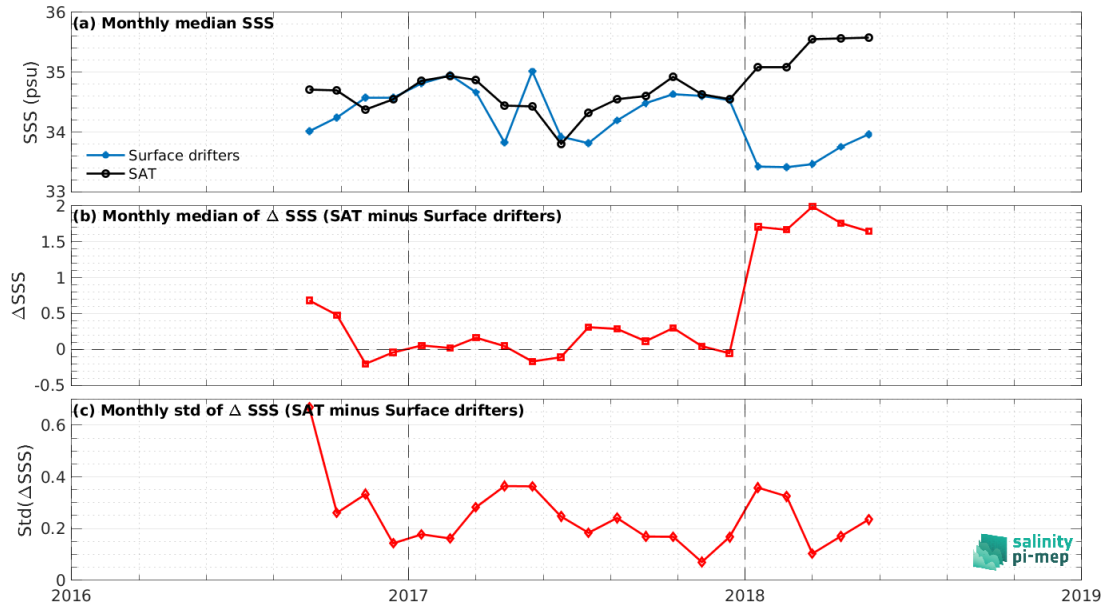 36
(a) Monthly median SSS
35
SSS (psu)
34
Surface drifters
SAT
33
2
(b) Monthly median of Δ SSS (SAT minus Surface drifters)
1.5
1
ΔSSS
0.5
0
-0.5
(c) Monthly std of Δ SSS (SAT minus Surface drifters)
0.6
0.4
Std(ΔSSS)
0.2
salinity
pi-mep
0
2016
2017
2018
2019